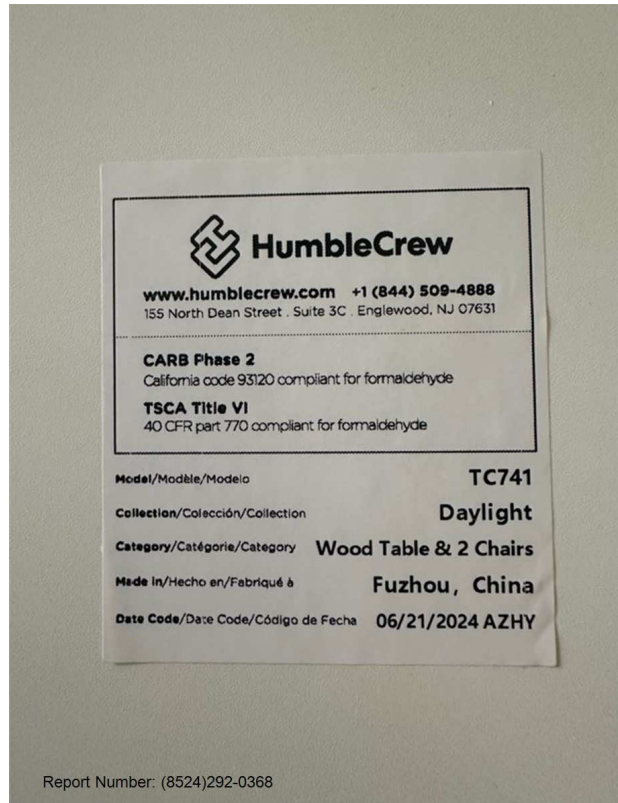 HumbleCrew
www.humblecrew.com +1 (844) 509-4888
155 North Dean Street . Suite 3C . Englewood, NJ 07631
CARB Phase 2
California code 93120 compliant for formaldehyde
TSCA Title VI
40 CFR part 770 compliant for formaldehyde
Model/Modèle/Modelo TC741
Collection/Colección/Collection Daylight
Category/Catégorie/Category Wood Table & 2 Chairs
Made In/Hecho en/Fabriqué à Fuzhou, China
Date Code/Date Code/Código de Fecha 06/21/2024 AZHY
Report Number: (8524)292-0368